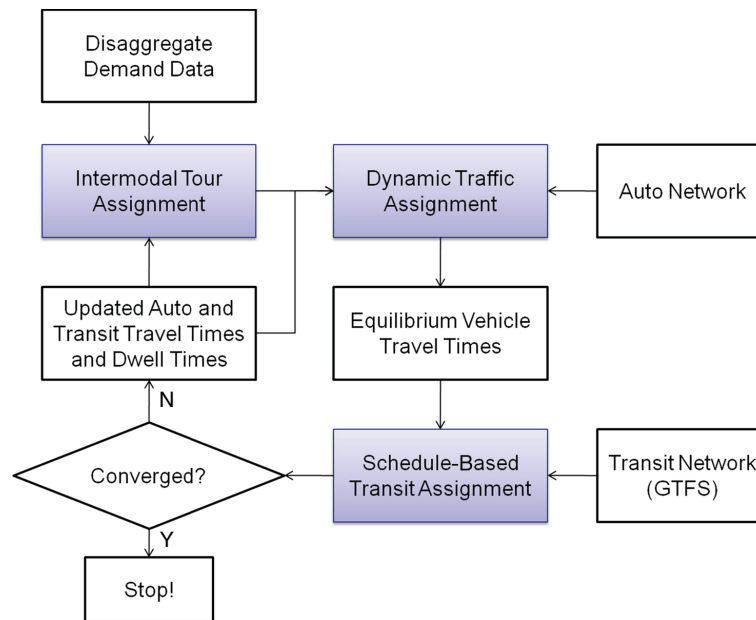 Disaggregate
Demand Data
Intermodal Tour
Assignment
Dynamic Traffic
Assignment
Auto Network
Updated Auto and
Transit Travel Times
and Dwell Times
Equilibrium Vehicle
Travel Times
N
Converged?
Schedule-Based
Transit Assignment
Transit Network
(GTFS)
Y
Stop!